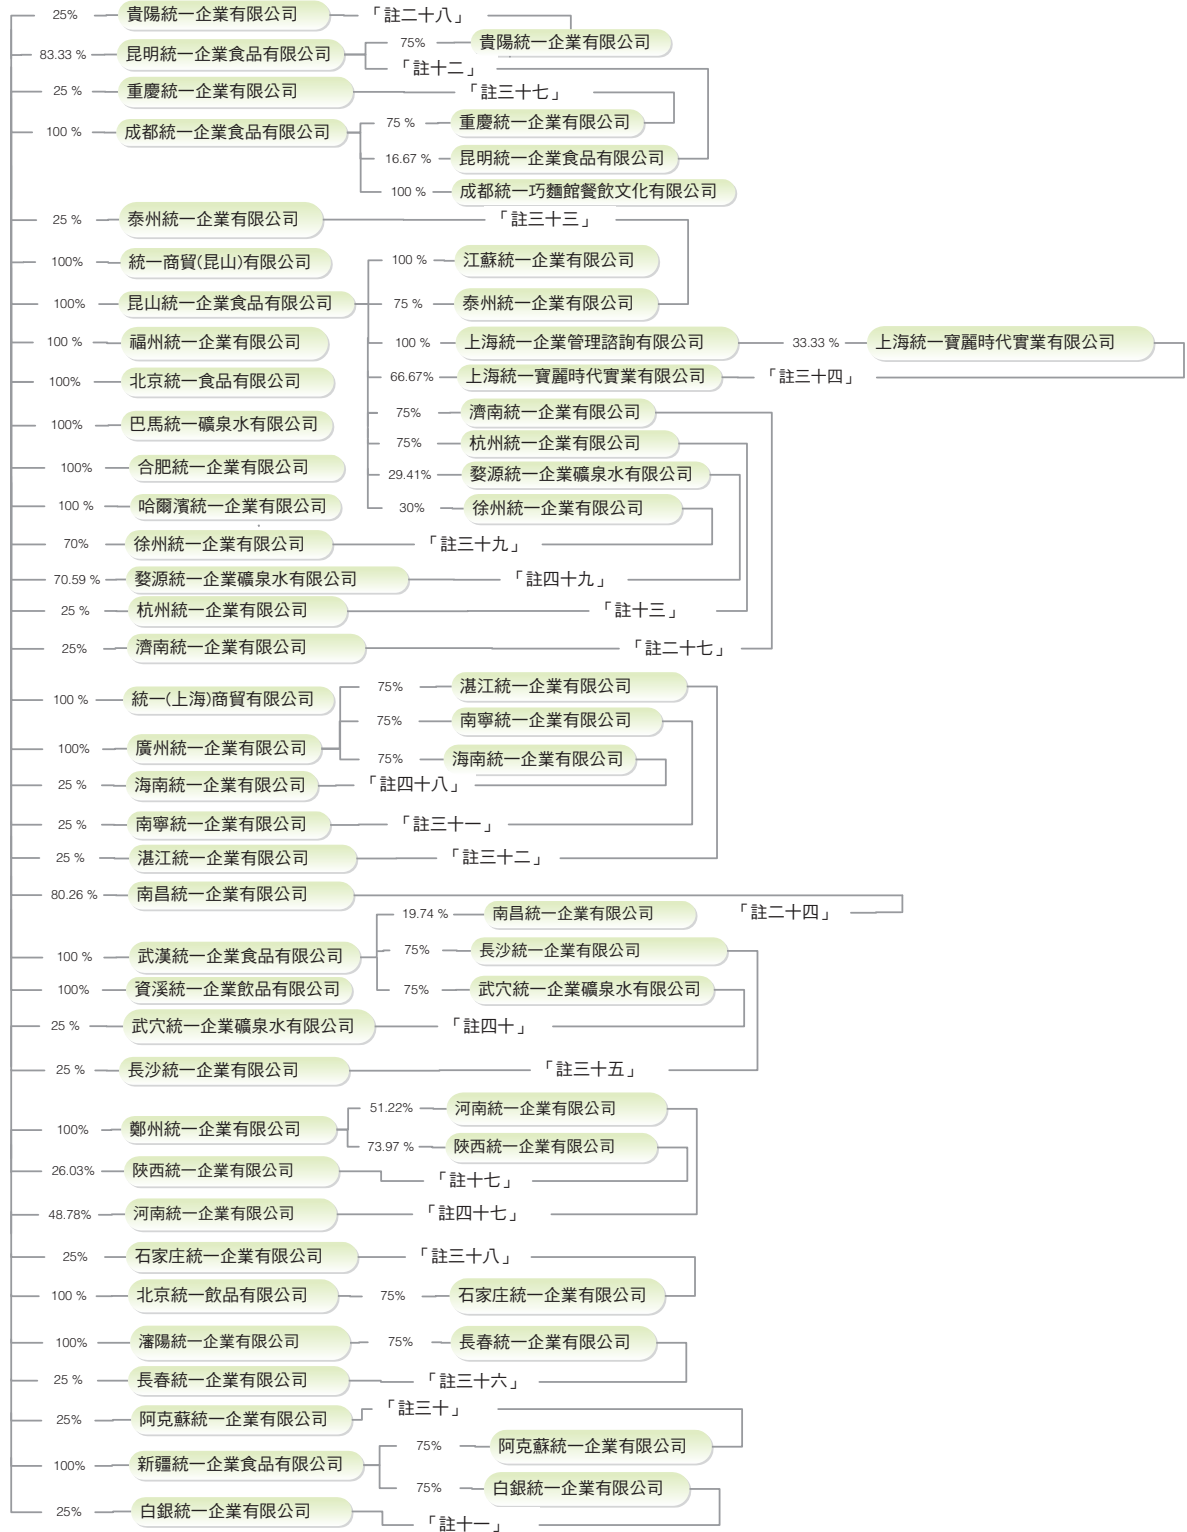 25% 貴陽統一企業有限公司 「註二十八」
83.33 % 昆明統一企業食品有限公司 75% 貴陽統一企業有限公司
「註十二」
25 % 重慶統一企業有限公司 「註三十七」
100 % 成都統一企業食品有限公司 75 % 重慶統一企業有限公司
16.67 % 昆明統一企業食品有限公司
100 % 成都統一巧麵館餐飲文化有限公司
25 % 泰州統一企業有限公司 「註三十三」
100% 統一商貿(昆山)有限公司 100 % 江蘇統一企業有限公司
100% 昆山統一企業食品有限公司 75 % 泰州統一企業有限公司
100 % 福州統一企業有限公司 100 % 上海統一企業管理諮詢有限公司 33.33 % 上海統一寶麗時代實業有限公司
100% 北京統一食品有限公司 66.67% 上海統一寶麗時代實業有限公司 「註三十四」
100% 巴馬統一礦泉水有限公司 75% 濟南統一企業有限公司
75% 杭州統一企業有限公司
100% 合肥統一企業有限公司 29.41% 婺源統一企業礦泉水有限公司
100 % 哈爾濱統一企業有限公司 30% 徐州統一企業有限公司
70% 徐州統一企業有限公司 「註三十九」
70.59 % 婺源統一企業礦泉水有限公司 「註四十九」
25 % 杭州統一企業有限公司 「註十三」
25% 濟南統一企業有限公司 「註二十七」
100 % 統一(上海)商貿有限公司 75% 湛江統一企業有限公司
75% 南寧統一企業有限公司
100% 廣州統一企業有限公司 75% 海南統一企業有限公司
25 % 海南統一企業有限公司 「註四十八」
25 % 南寧統一企業有限公司 「註三十一」
25 % 湛江統一企業有限公司 「註三十二」
80.26 % 南昌統一企業有限公司
19.74 % 南昌統一企業有限公司 「註二十四」
100 % 武漢統一企業食品有限公司 75% 長沙統一企業有限公司
100% 資溪統一企業飲品有限公司 75% 武穴統一企業礦泉水有限公司
25 % 武穴統一企業礦泉水有限公司 「註四十」
25 % 長沙統一企業有限公司 「註三十五」
51.22% 河南統一企業有限公司
100% 鄭州統一企業有限公司 73.97 % 陝西統一企業有限公司
26.03% 陝西統一企業有限公司 「註十七」
48.78% 河南統一企業有限公司 「註四十七」
25% 石家庄統一企業有限公司 「註三十八」
100 % 北京統一飲品有限公司 75% 石家庄統一企業有限公司
100% 瀋陽統一企業有限公司 75% 長春統一企業有限公司
25 % 長春統一企業有限公司 「註三十六」
25% 阿克蘇統一企業有限公司 「註三十」
75% 阿克蘇統一企業有限公司
100% 新疆統一企業食品有限公司 75% 白銀統一企業有限公司
25% 白銀統一企業有限公司 「註十一」